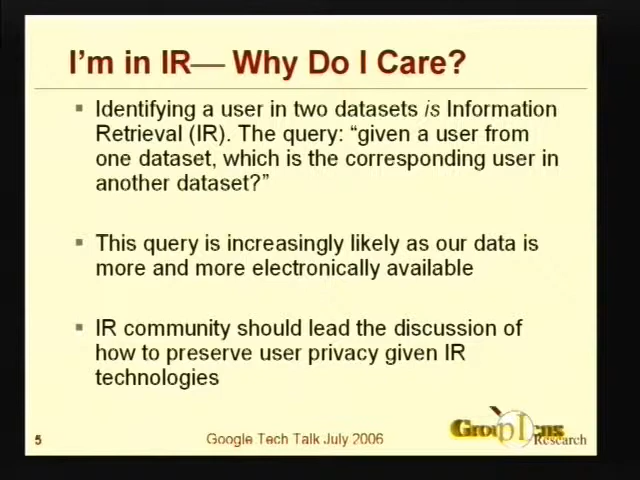 I'm in IR— Why Do I Care?
Identifying a user in two datasets is Information
Retrieval (IR). The query: “given a user from
one dataset, which is the corresponding user in
another dataset?”
This query is increasingly likely as our data is
more and more electronically available
IR community should lead the discussion of
how to preserve user privacy given IR
technologies
5
Google Tech Talk July 2006
GroupLens
Research